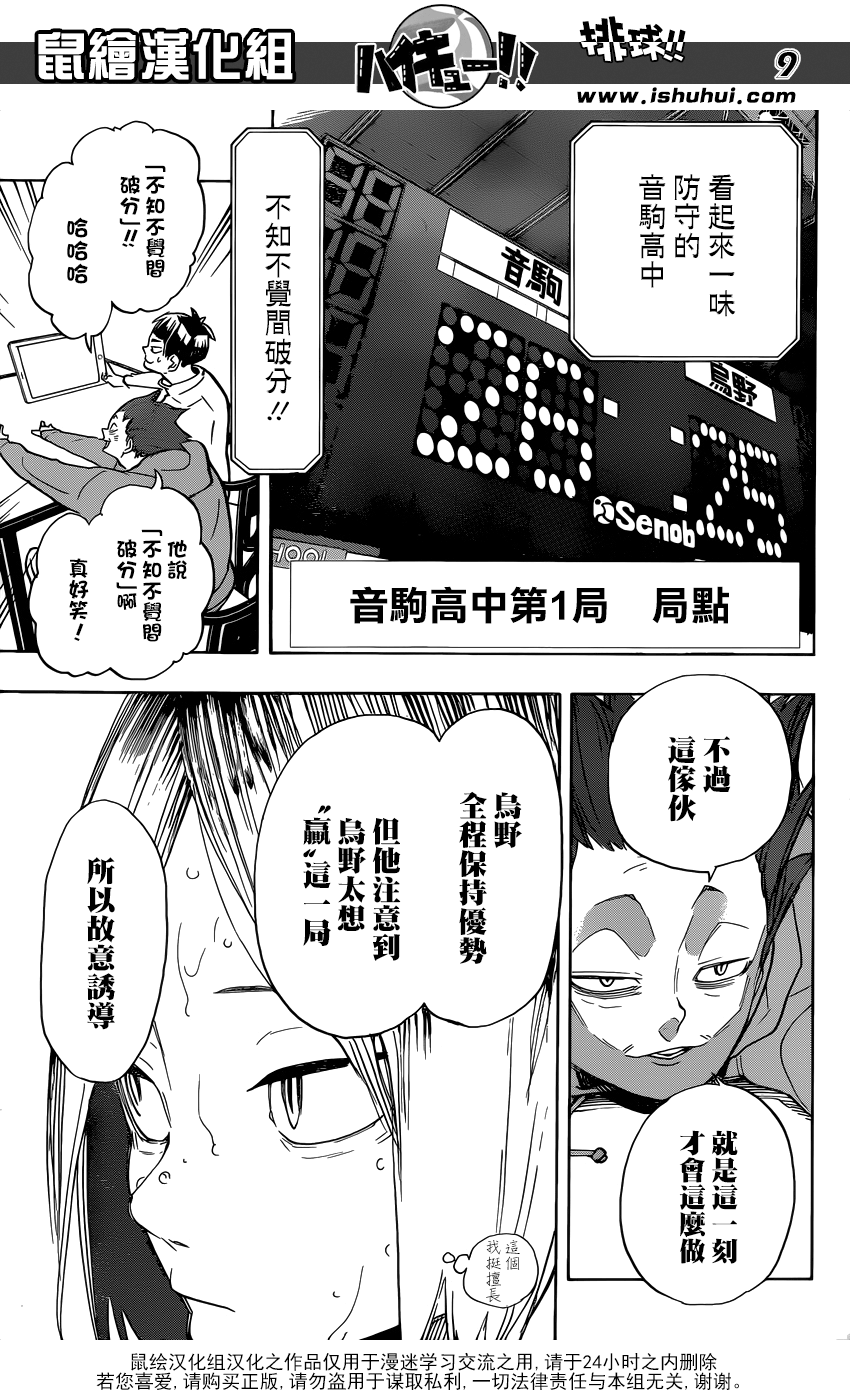 鼠繪漢化組
ハイキュー!!
排球!!
9
www.ishuhui.com
看起來一味
防守的
音駒高中
不知不覺間破分!!
音駒
26
烏野
25
Senob
HOOL
音駒高中第1局 局點
「不知不覺間
破分」!!
哈哈哈
他說
「不知不覺間
破分」啊
真好笑!
不過
這傢伙
就是這一刻
才會這麼做
烏野
全程保持優勢
但他注意到
烏野太想
"贏"這一局
所以故意誘導
這個
我挺擅長
鼠绘汉化组汉化之作品仅用于漫迷学习交流之用, 请于24小时之内删除
若您喜爱, 请购买正版, 请勿盗用于谋取私利, 一切法律责任与本组无关, 谢谢。